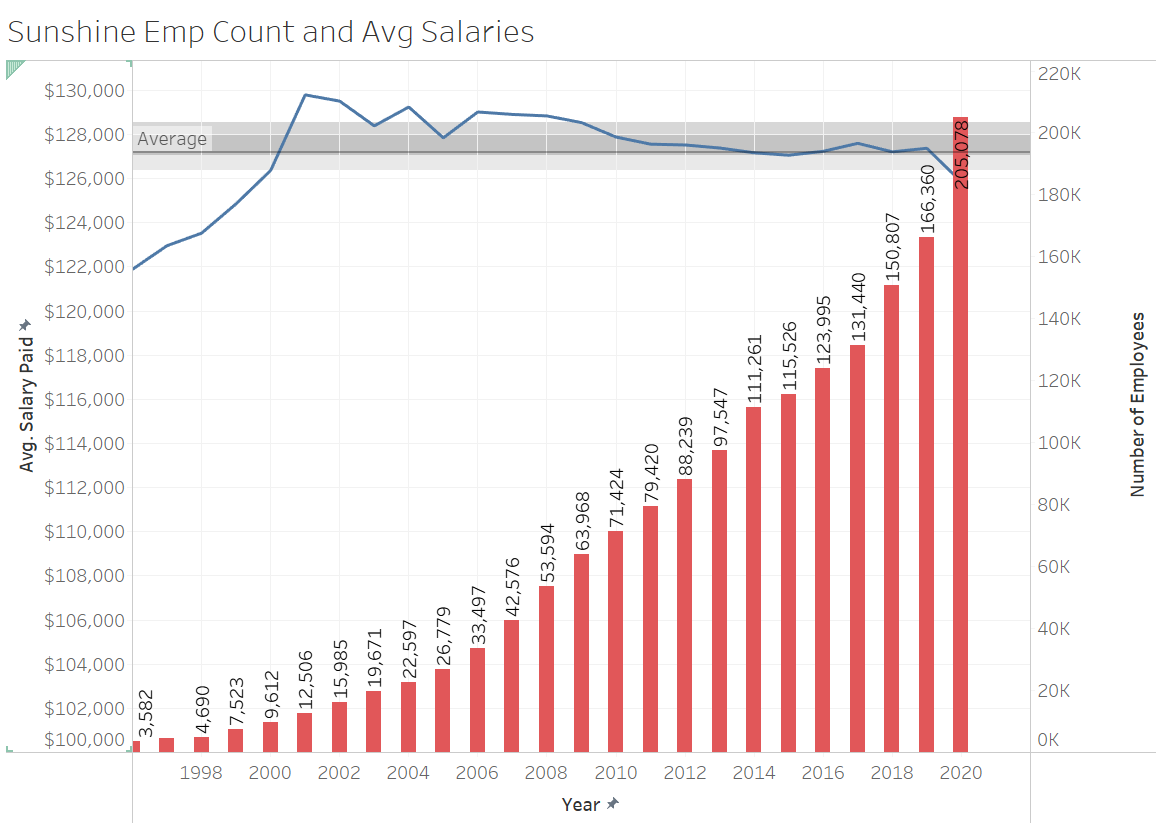 Sunshine Emp Count and Avg Salaries
$130,000
$128,000
$126,000
$124,000
$122,000
$120,000
$118,000
$116,000
$114,000
$112,000
$110,000
$108,000
$106,000
$104,000
$102,000
$100,000
Avg. Salary Paid
Average
3,582
4,690
7,523
9,612
12,506
15,985
19,671
22,597
26,779
33,497
42,576
53,594
63,968
71,424
79,420
88,239
97,547
111,261
115,526
123,995
131,440
150,807
166,360
205,078
220K
200K
180K
160K
140K
120K
100K
80K
60K
40K
20K
0K
Number of Employees
1998 2000 2002 2004 2006 2008 2010 2012 2014 2016 2018 2020
Year